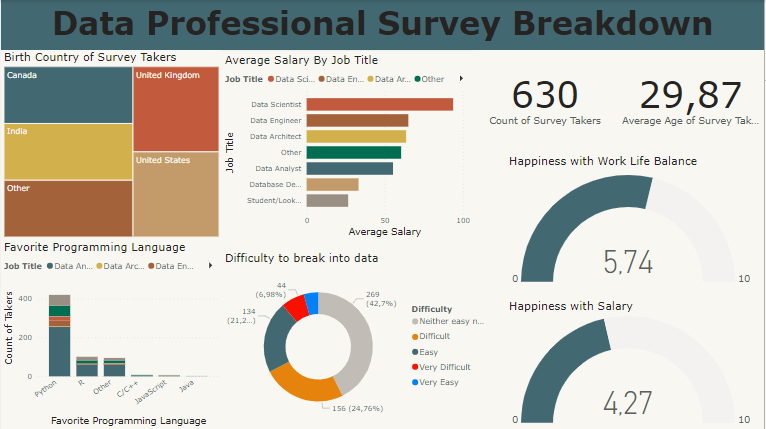 Data Professional Survey Breakdown
Birth Country of Survey Takers
Canada
United Kingdom
India
United States
Other
Average Salary By Job Title
Job Title Data Sci... Data En... Data Ar... Other
Job Title
Data Scientist
Data Engineer
Data Architect
Other
Data Analyst
Database De...
Student/Look...
0 50 100
Average Salary
630
Count of Survey Takers
29,87
Average Age of Survey Tak...
Happiness with Work Life Balance
5,74
0 10
Happiness with Salary
4,27
0 10
Favorite Programming Language
Job Title Data An... Data Arc... Data En...
Count of Takers
400
200
0
Python R Other C/C++ JavaScript Java
Favorite Programming Language
Difficulty to break into data
44
(6,98%)
269
(42,7%)
134
(21,2...)
156 (24,76%)
Difficulty
Neither easy n...
Difficult
Easy
Very Difficult
Very Easy